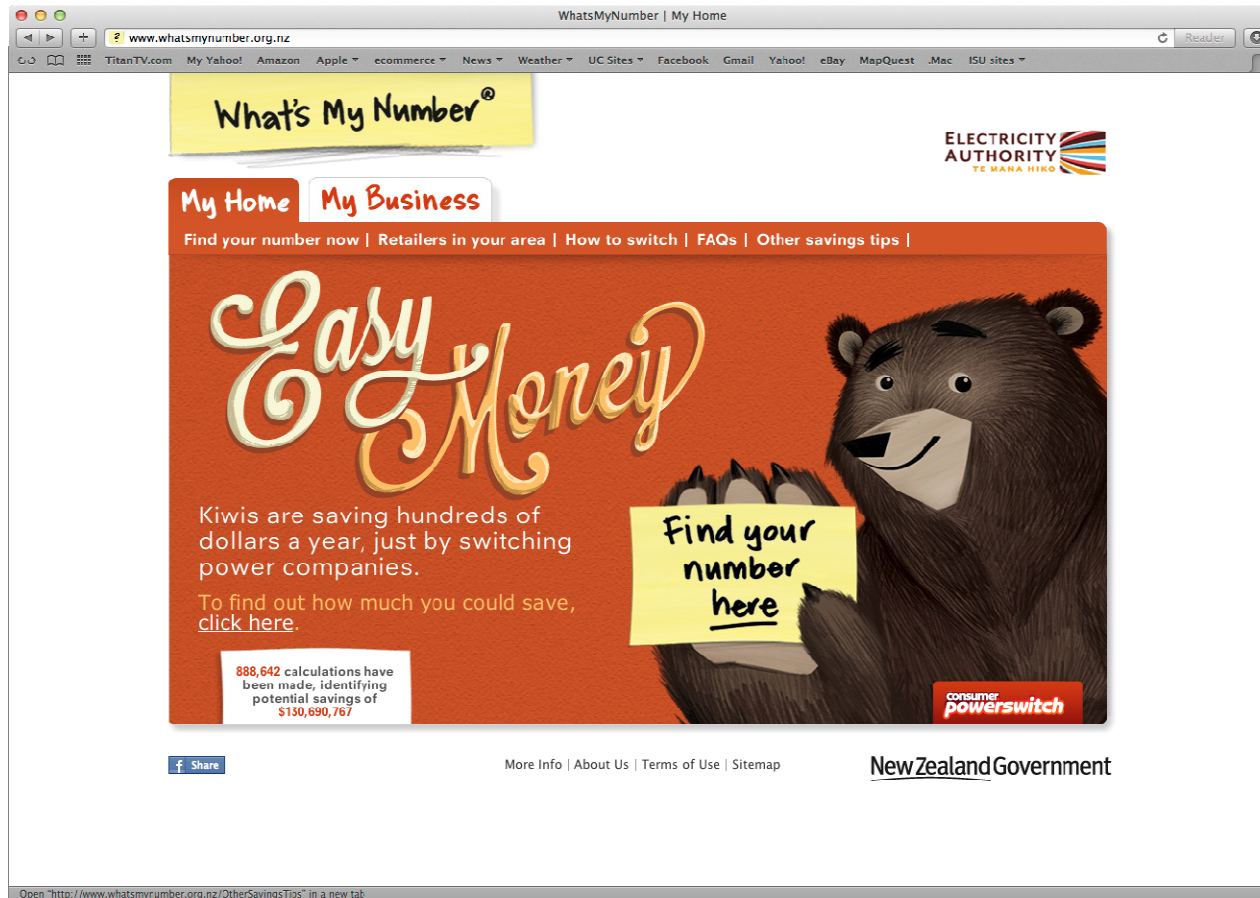 WhatsMyNumber | My Home
www.whatsmynumber.org.nz
Reader
TitanTV.com My Yahoo! Amazon Apple ecommerce News Weather UC Sites Facebook Gmail Yahoo! eBay MapQuest .Mac ISU sites
What's My Number®
ELECTRICITY
AUTHORITY
TE MANA HIKO
My Home My Business
Find your number now | Retailers in your area | How to switch | FAQs | Other savings tips |
Easy
Money
Kiwis are saving hundreds of
dollars a year, just by switching
power companies.
To find out how much you could save,
click here.
Find your
number
here
888,642 calculations have
been made, identifying
potential savings of
$130,690,767
consumer
powerswitch
f Share
More Info | About Us | Terms of Use | Sitemap
New Zealand Government
Open "http://www.whatsmynumber.org.nz/OtherSavingsTips" in a new tab